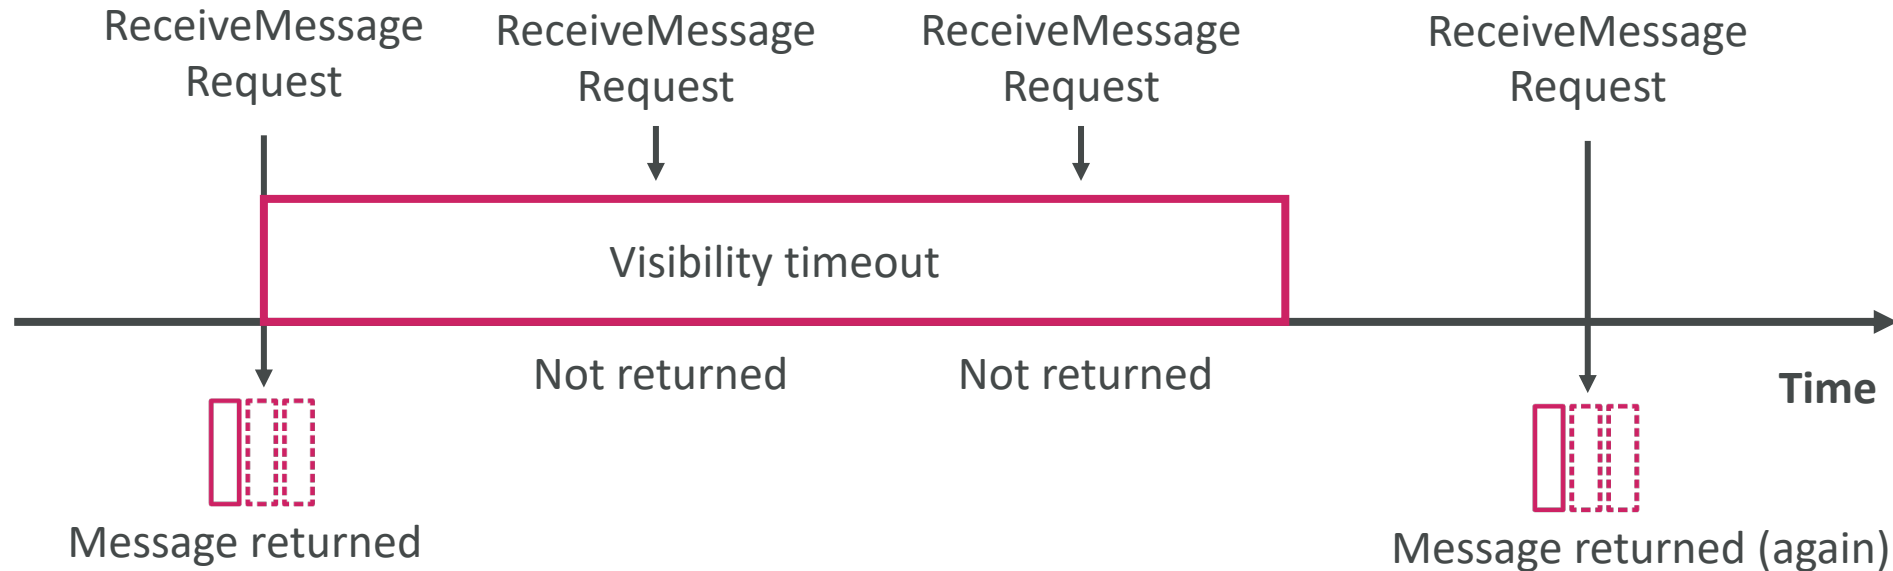 ReceiveMessage
Request
ReceiveMessage
Request
ReceiveMessage
Request
ReceiveMessage
Request
Visibility timeout
Not returned
Not returned
Time
Message returned
Message returned (again)